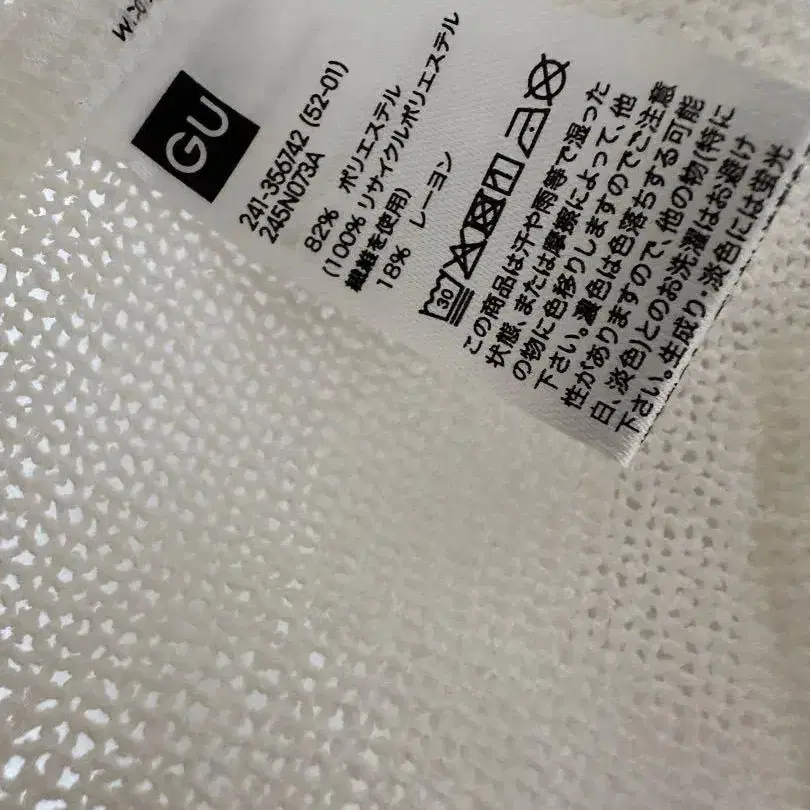 GU
241-356742 (52-01)
245N073A
82% ポリエステル
(100% リサイクルポリエステル
繊維を使用)
18% レーヨン
30
この商品は汗や雨等で湿った
状態、または摩擦によって、他
の物に色移りしますのでご注意
下さい。濃色は色落ちする可能
性がありますので、他の物(特に
白、淡色)とのお洗濯はお避け
下さい。生成り・淡色には蛍光